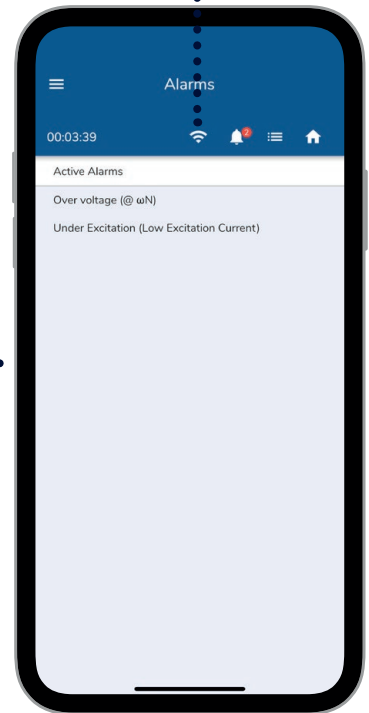 Alarms
00:03:39
2
Active Alarms
Over voltage (@ ωN)
Under Excitation (Low Excitation Current)